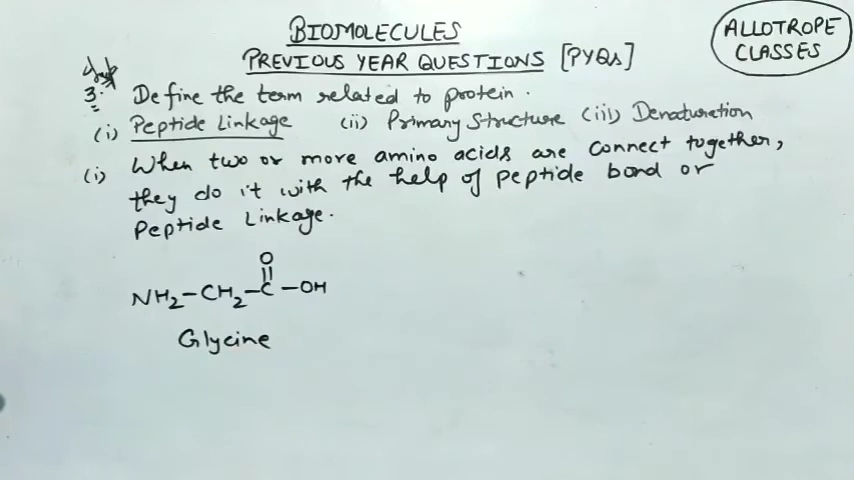 BIOMOLECULES
PREVIOUS YEAR QUESTIONS [PYQs]
ALLOTROPE
CLASSES
3. Define the term related to protein.
(i) Peptide Linkage (ii) Primary Structure (iii) Denaturation
(i) When two or more amino acids are connect together,
they do it with the help of peptide bond or
Peptide Linkage.
O
NH2-CH2-C-OH
Glycine